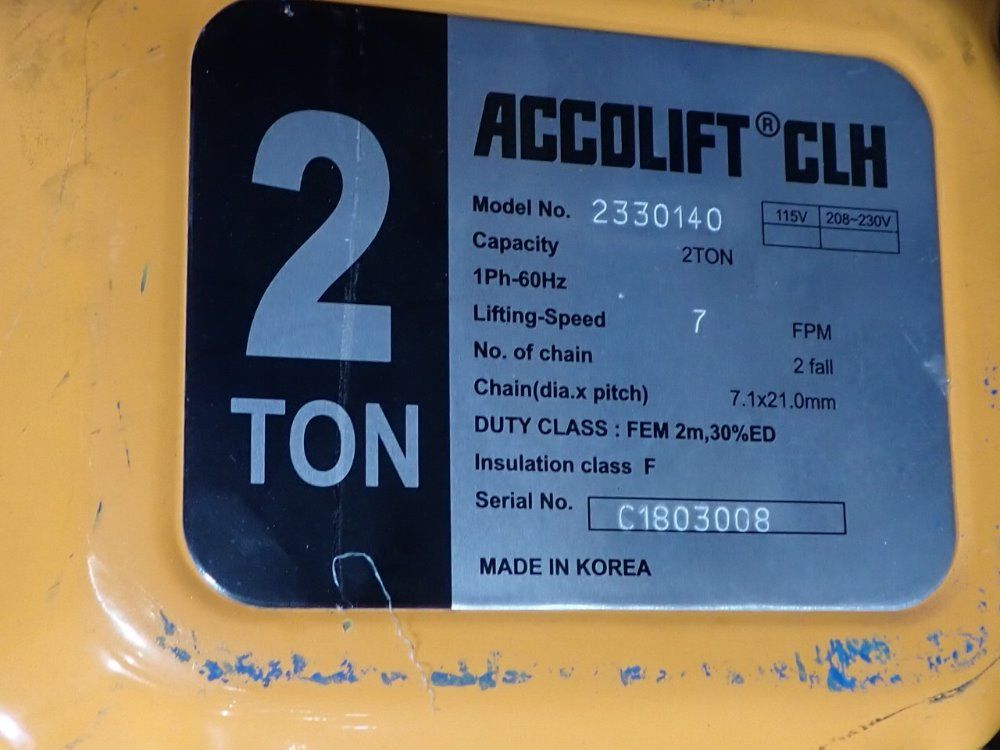 2
TON
ACCOLIFT® CLH
Model No. 2330140
115V 208~230V
Capacity 2TON
1Ph-60Hz
Lifting-Speed 7 FPM
No. of chain 2 fall
Chain(dia.x pitch) 7.1x21.0mm
DUTY CLASS : FEM 2m,30%ED
Insulation class F
Serial No. C1803008
MADE IN KOREA